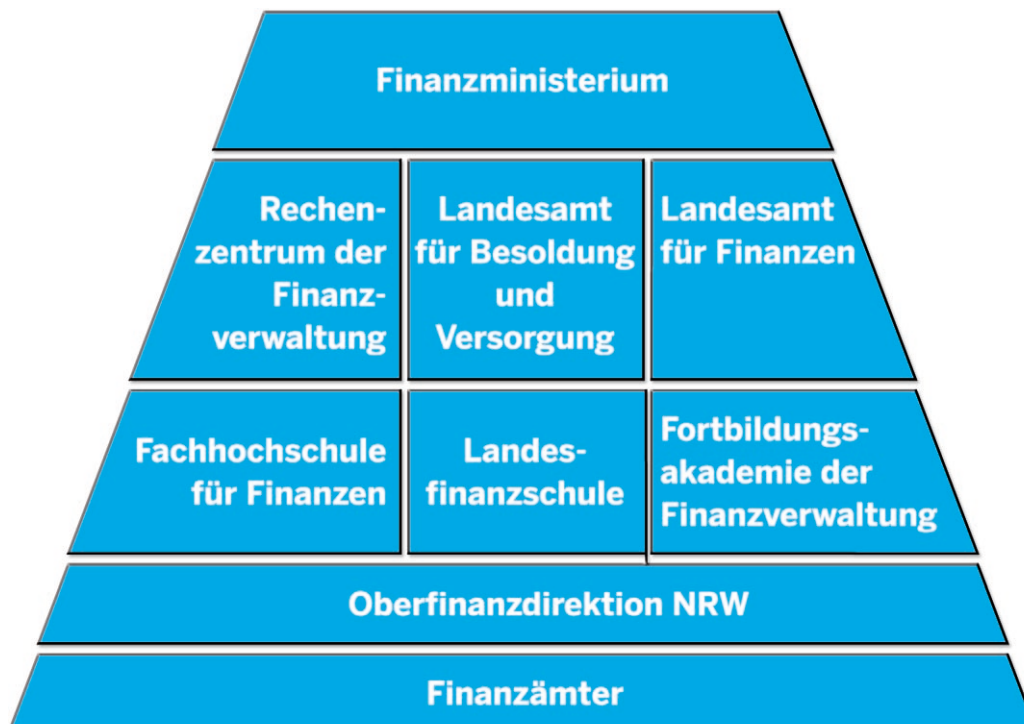 Finanzministerium
Rechen-
zentrum der
Finanz-
verwaltung
Landesamt
für Besoldung
und
Versorgung
Landesamt
für Finanzen
Fachhochschule
für Finanzen
Landes-
finanzschule
Fortbildungs-
akademie der
Finanzverwaltung
Oberfinanzdirektion NRW
Finanzämter